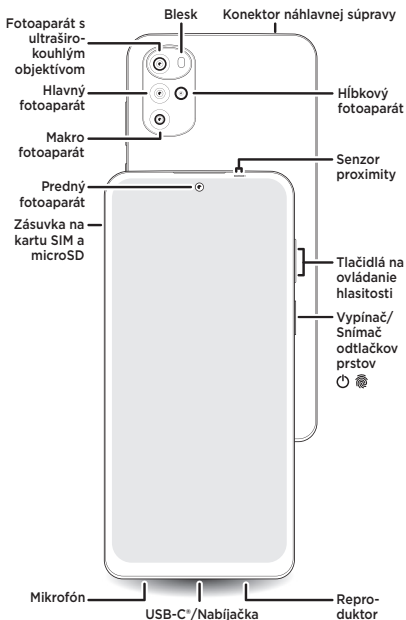 Fotoaparát s
ultraširo-
kouhlým
objektívom
Blesk
Konektor náhlavnej súpravy
Hlavný
fotoaparát
Hĺbkový
fotoaparát
Makro
fotoaparát
Senzor
proximity
Predný
fotoaparát
Zásuvka na
kartu SIM a
microSD
Tlačidlá na
ovládanie
hlasitosti
Vypínač/
Snímač
odtlačkov
prstov
Mikrofón
USB-C®/Nabíjačka
Repro-
duktor